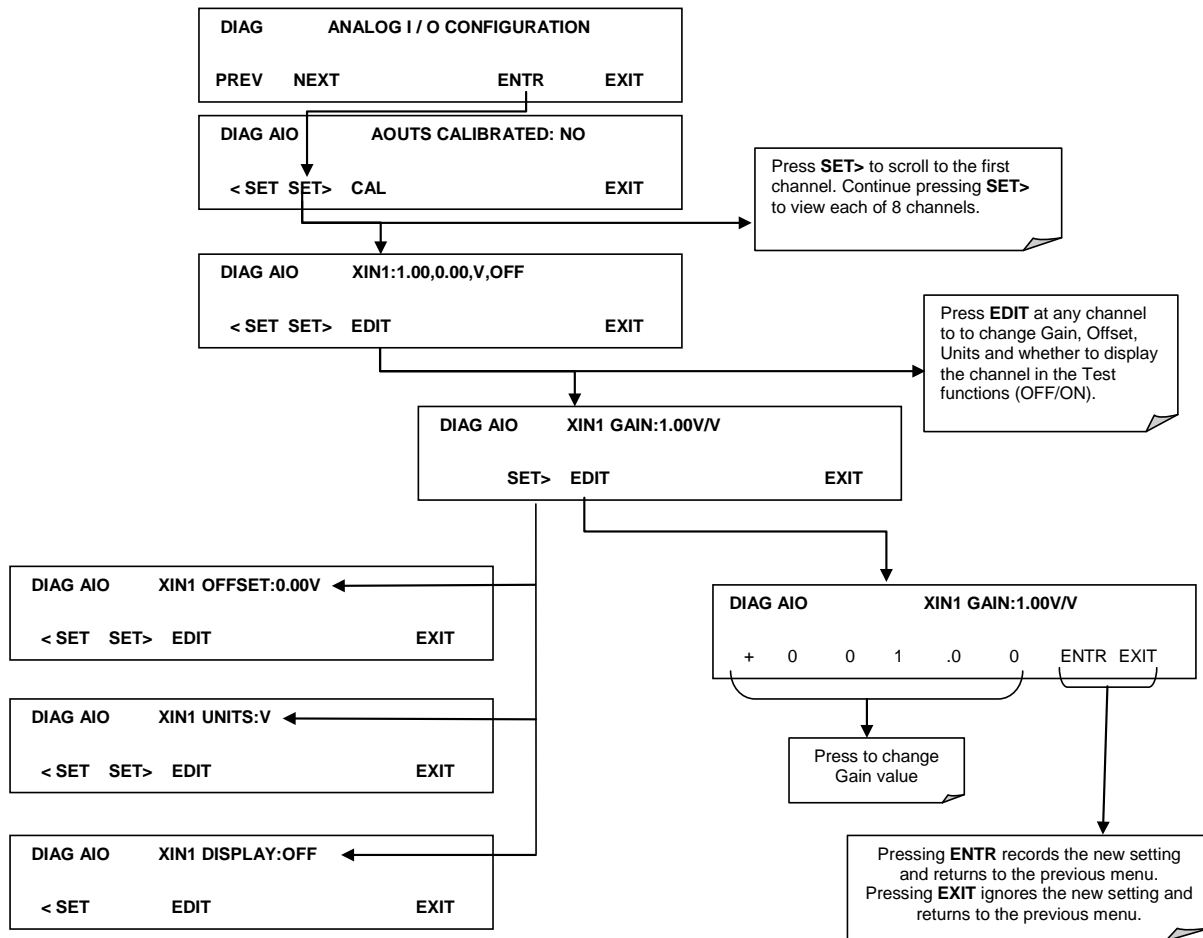 DIAG ANALOG I / O CONFIGURATION
PREV NEXT ENTR EXIT
DIAG AIO AOUTS CALIBRATED: NO
< SET SET> CAL EXIT
Press SET> to scroll to the first
channel. Continue pressing SET>
to view each of 8 channels.
DIAG AIO XIN1:1.00,0.00,V,OFF
< SET SET> EDIT EXIT
Press EDIT at any channel
to to change Gain, Offset,
Units and whether to display
the channel in the Test
functions (OFF/ON).
DIAG AIO XIN1 GAIN:1.00V/V
SET> EDIT EXIT
DIAG AIO XIN1 OFFSET:0.00V
< SET SET> EDIT EXIT
DIAG AIO XIN1 UNITS:V
< SET SET> EDIT EXIT
DIAG AIO XIN1 DISPLAY:OFF
< SET EDIT EXIT
DIAG AIO XIN1 GAIN:1.00V/V
+ 0 0 1 .0 0 ENTR EXIT
Press to change
Gain value
Pressing ENTR records the new setting
and returns to the previous menu.
Pressing EXIT ignores the new setting and
returns to the previous menu.